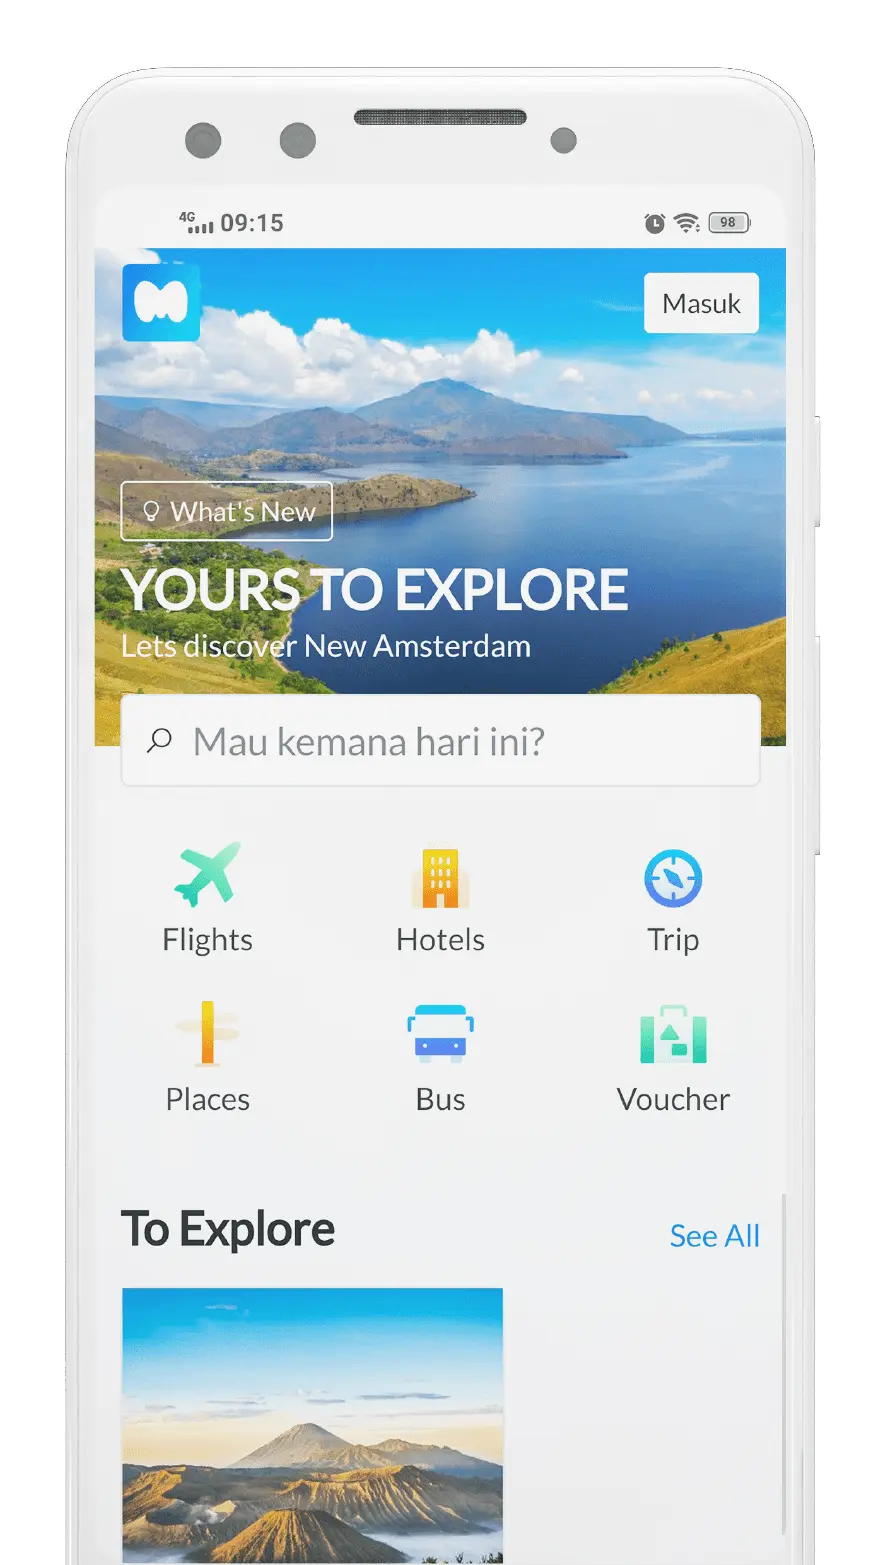 4G 09:15 98
Masuk
What's New
YOURS TO EXPLORE
Lets discover New Amsterdam
Mau kemana hari ini?
Flights Hotels Trip
Places Bus Voucher
To Explore See All